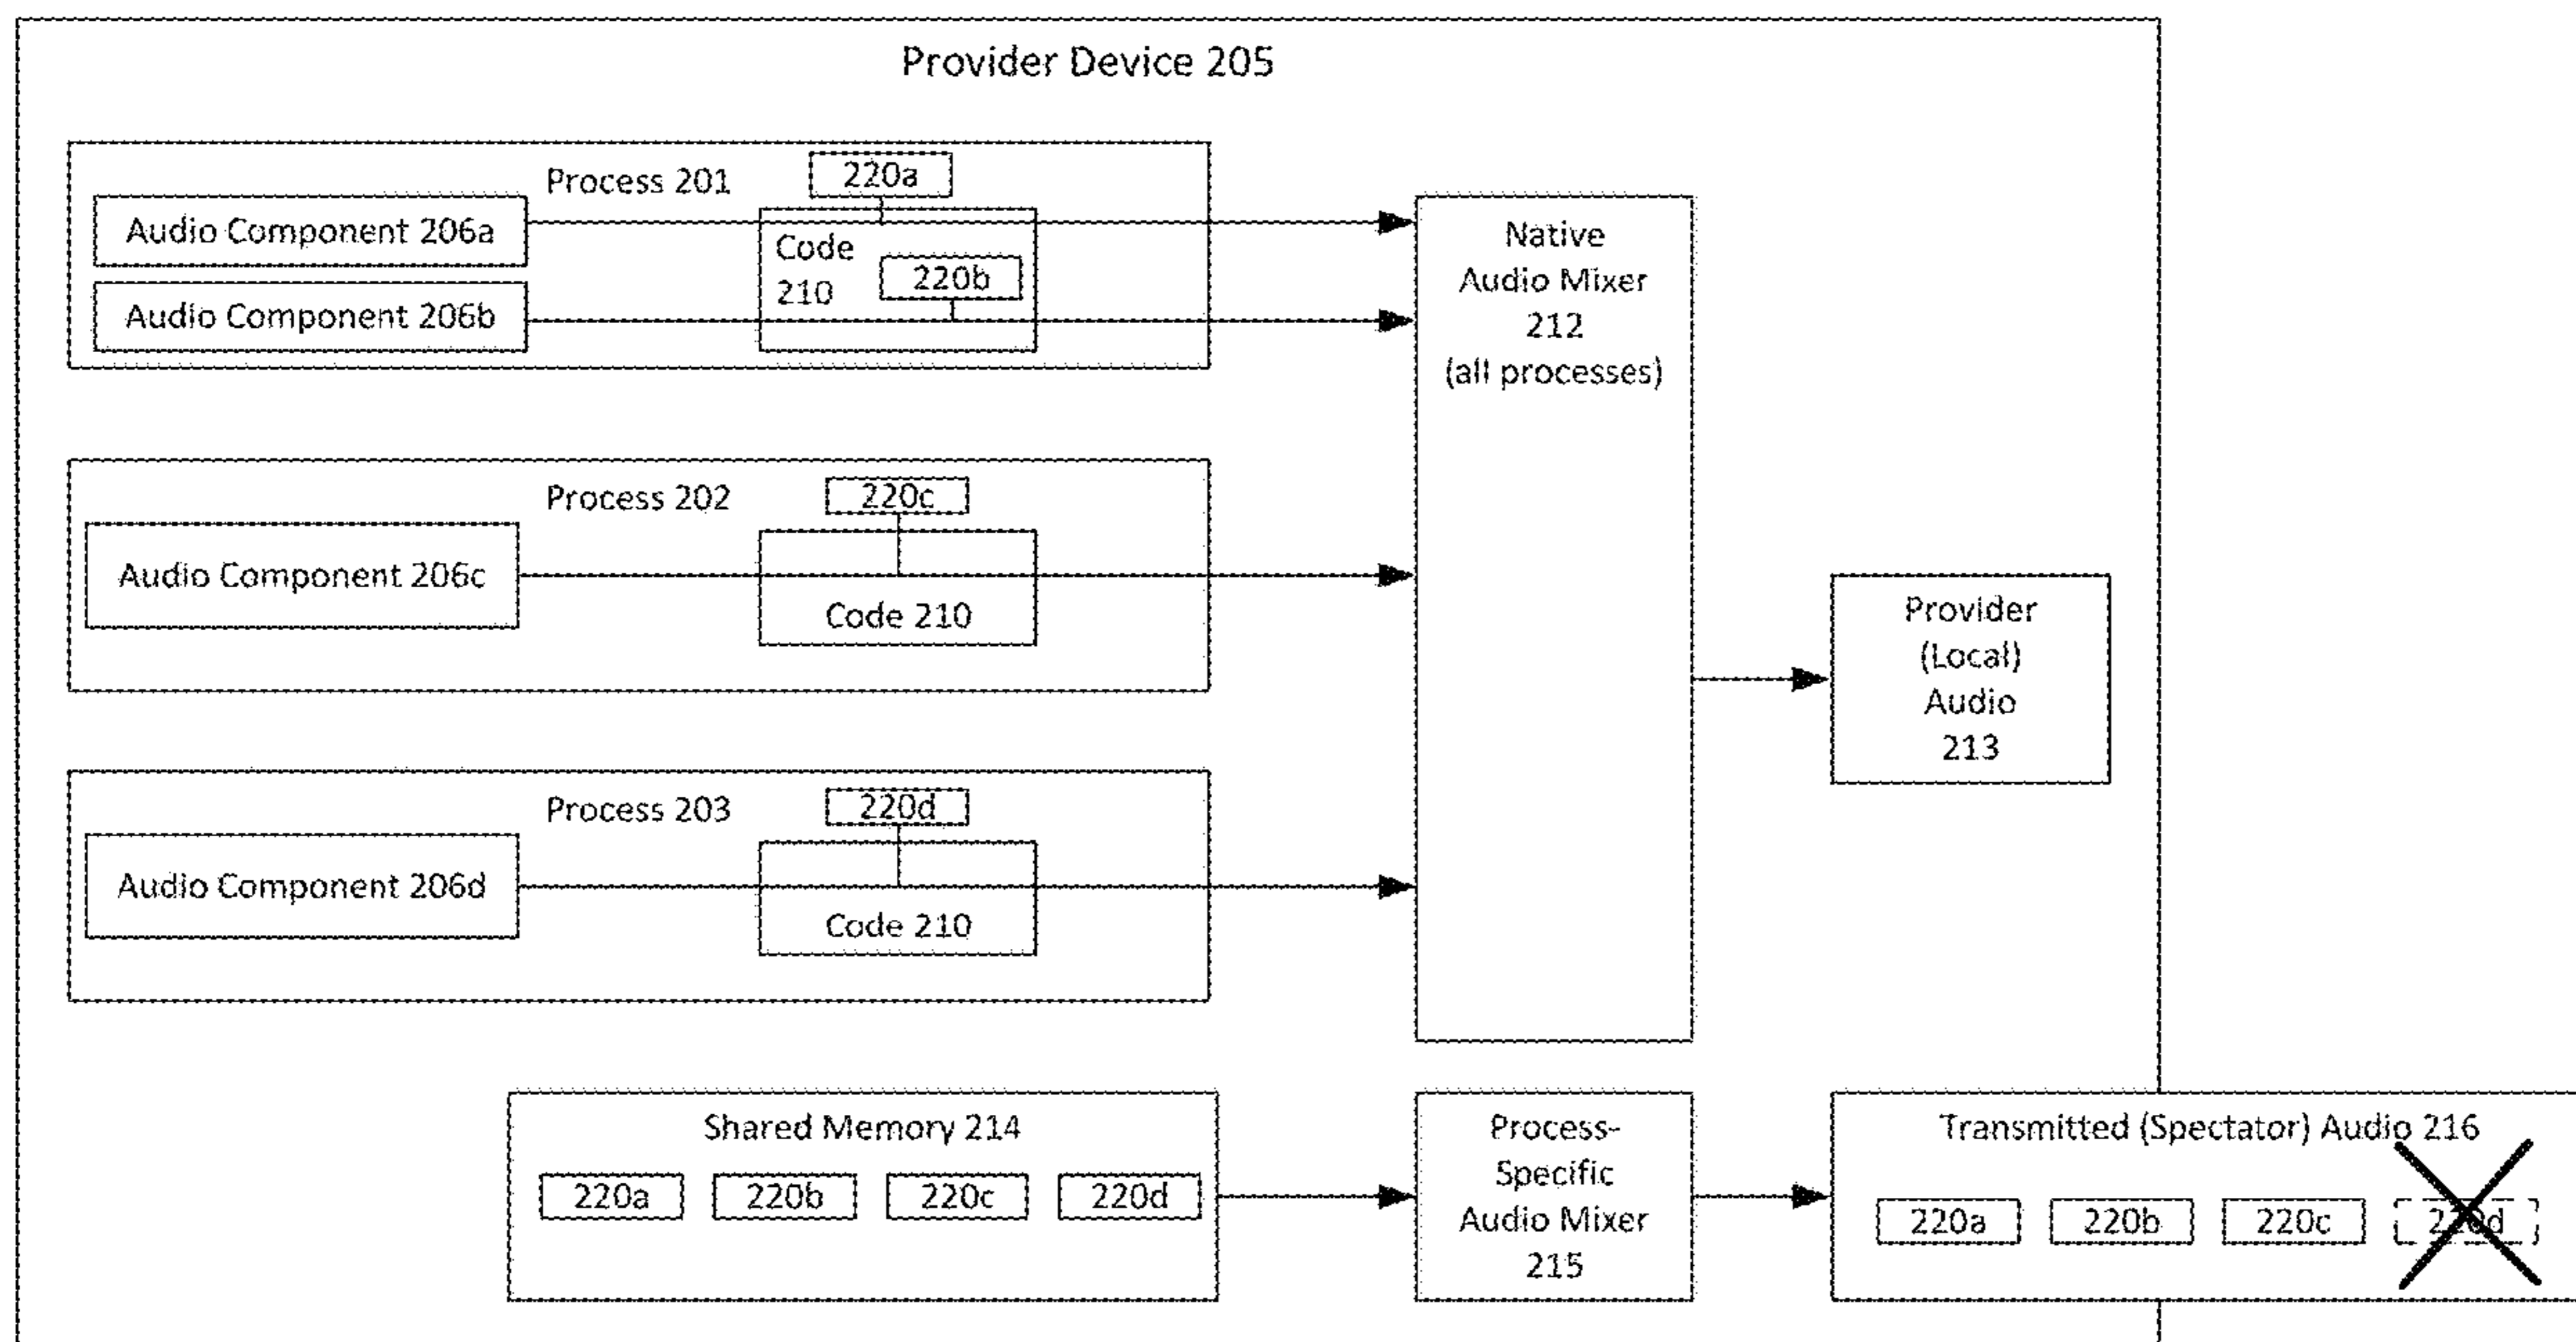 Provider Device 205
Process 201
220a
Audio Component 206a
Code
210
220b
Audio Component 206b
Native
Audio Mixer
212
(all processes)
Process 202
220c
Audio Component 206c
Code 210
Provider
(Local)
Audio
213
Process 203
220d
Audio Component 206d
Code 210
Shared Memory 214
220a 220b 220c 220d
Process-
Specific
Audio Mixer
215
Transmitted (Spectator) Audio 216
220a 220b 220c 220d